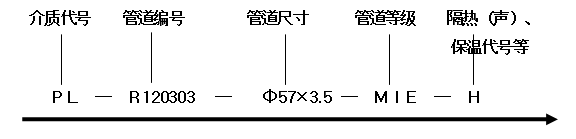 介质代号 管道编号 管道尺寸 管道等级 隔热（声）、
保温代号等
PL — R120303 — Φ57×3.5 — MIE — H